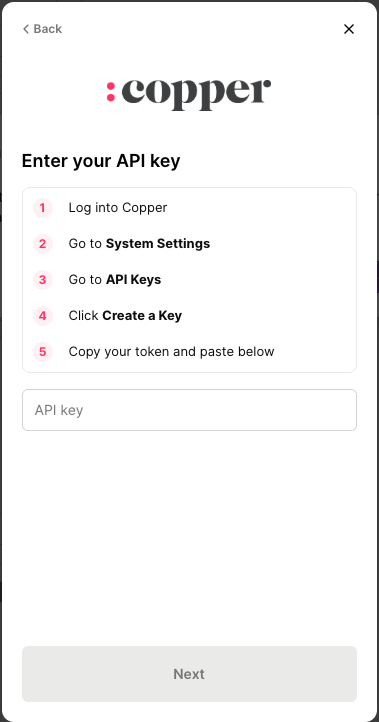 Back
:copper
Enter your API key
1 Log into Copper
2 Go to System Settings
3 Go to API Keys
4 Click Create a Key
5 Copy your token and paste below
API key
Next